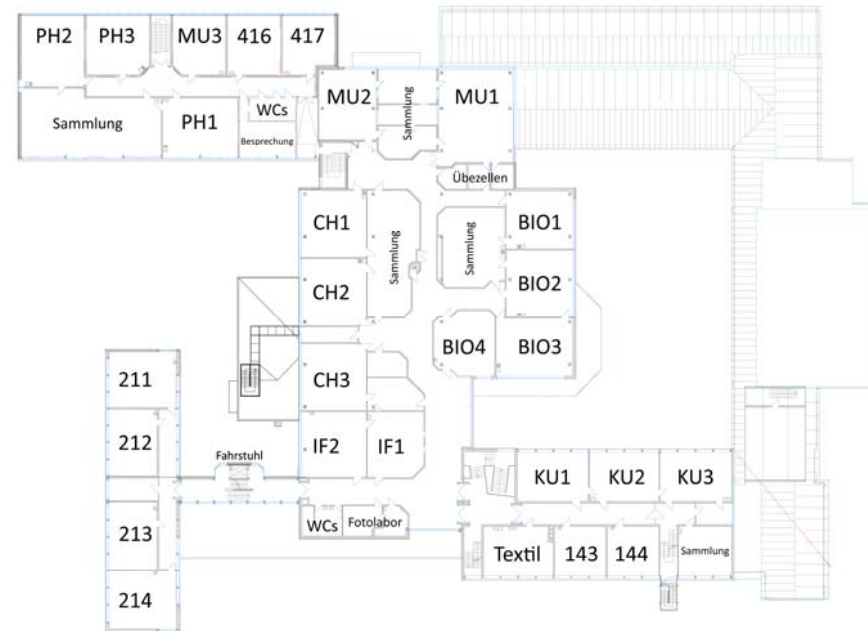 PH2
PH3
MU3
416
417
Sammlung
PH1
WCs
Besprechung
MU2
Sammlung
MU1
Übezellen
CH1
Sammlung
Sammlung
BIO1
CH2
BIO2
BIO4
BIO3
CH3
IF2
IF1
211
212
Fahrstuhl
213
214
WCs
Fotolabor
KU1
KU2
KU3
Textil
143
144
Sammlung